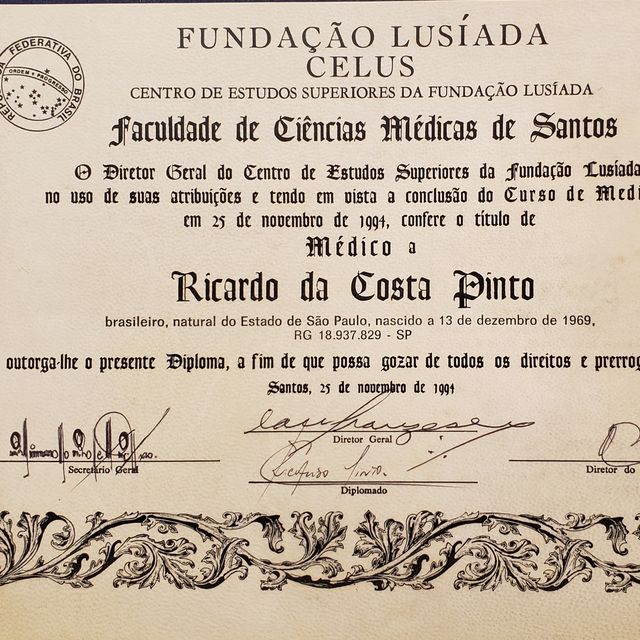 FUNDAÇÃO LUSÍADA
CELUS
CENTRO DE ESTUDOS SUPERIORES DA FUNDAÇÃO LUSÍADA
FEDERATIVA DO BRASIL
ORDEM E PROGRESSO
Faculdade de Ciências Médicas de Santos
O Diretor Geral do Centro de Estudos Superiores da Fundação Lusíada
no uso de suas atribuições e tendo em vista a conclusão do Curso de Medi
em 25 de novembro de 1994, confere o título de
Médico a
Ricardo da Costa Pinto
brasileiro, natural do Estado de São Paulo, nascido a 13 de dezembro de 1969,
RG 18.937.829 - SP
outorga-lhe o presente Diploma, a fim de que possa gozar de todos os direitos e prerrog
Santos, 25 de novembro de 1994
Secretário Geral
Diretor Geral
Diplomado
Diretor do